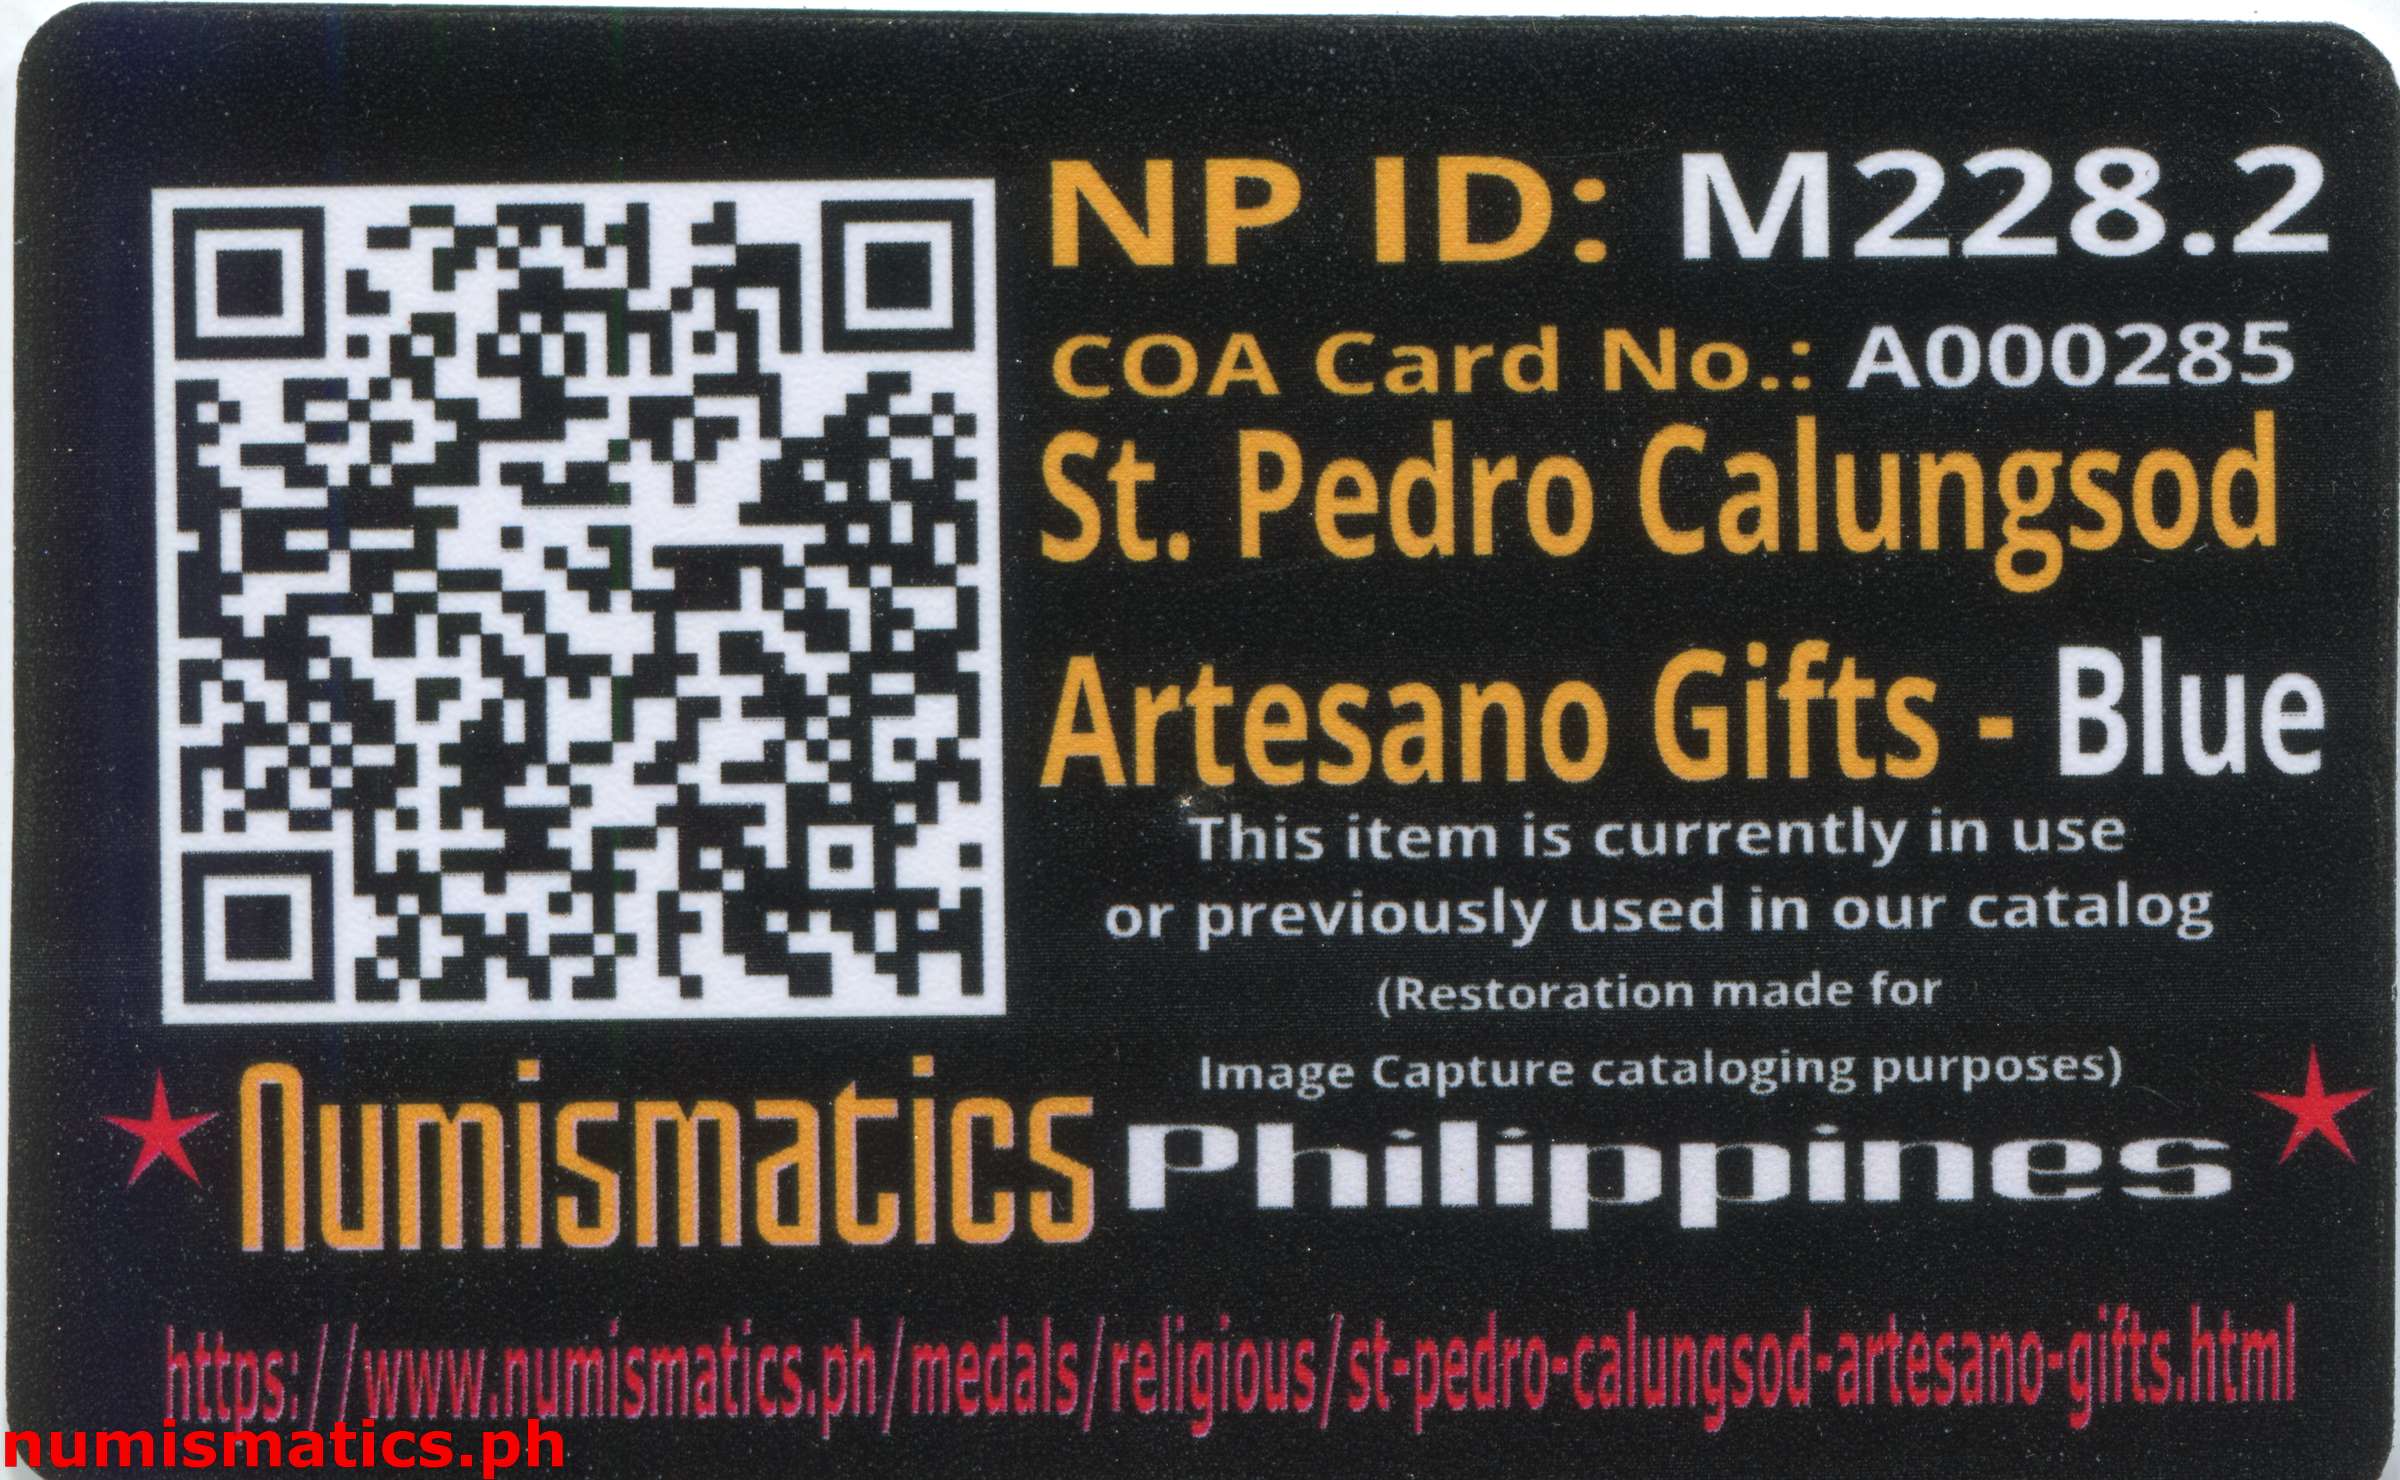 NP ID: M228.2
COA Card No.: A000285
St. Pedro Calungsod
Artesano Gifts - Blue
This item is currently in use
or previously used in our catalog
(Restoration made for
Image Capture cataloging purposes)
Numismatics Philippines
https://www.numismatics.ph/medals/religious/st-pedro-calungsod-artesano-gifts.html
numismatics.ph